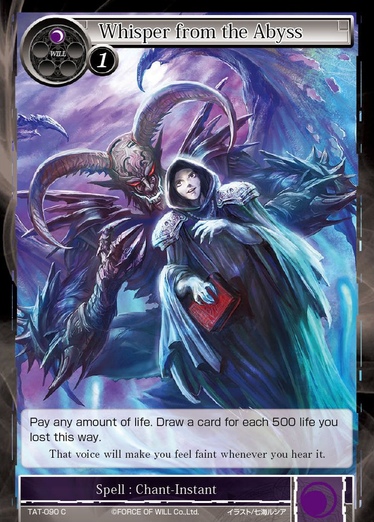 Whisper from the Abyss
WILL
1
Pay any amount of life. Draw a card for each 500 life you
lost this way.
That voice will make you feel faint whenever you hear it.
Spell : Chant-Instant
TAT-090 C ©FORCE OF WILL Co.,Ltd. イラスト/七海ルシア